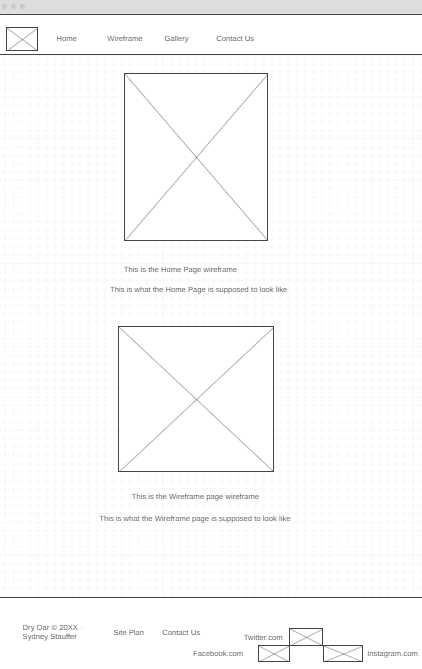 Home Wireframe Gallery Contact Us
This is the Home Page wireframe
This is what the Home Page is supposed to look like
This is the Wireframe page wireframe
This is what the Wireframe page is supposed to look like
Dry Oar © 20XX ·
Sydney Stauffer
Site Plan Contact Us
Twitter.com
Facebook.com
Instagram.com